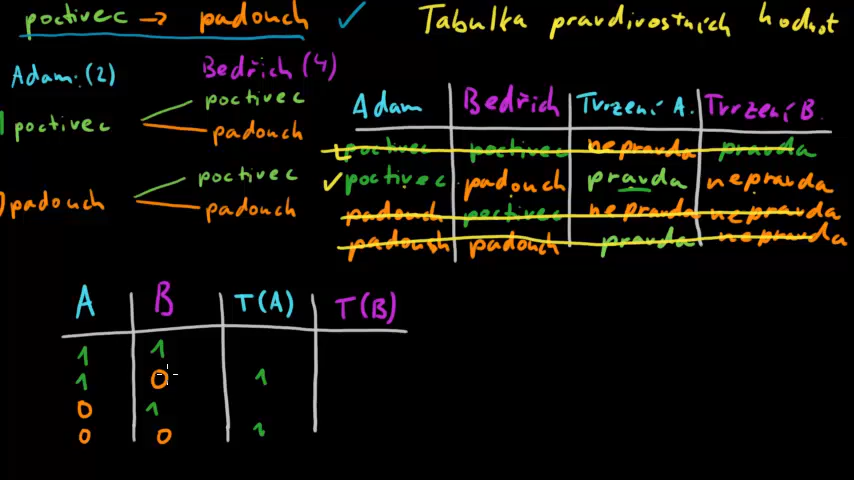 poctivec → padouch ✓ Tabulka pravdivostních hodnot
Adam: (2) Bedřich (4)
1 poctivec poctivec
padouch
0 padouch poctivec
padouch
Adam Bedřich Tvrzení A. Tvrzení B.
poctivec poctivec nepravda pravda
✓ poctivec padouch pravda nepravda
padouch poctivec nepravda nepravda
padouch padouch pravda nepravda
A B T(A) T(B)
1 1
1 0 1
0 1
0 0 1